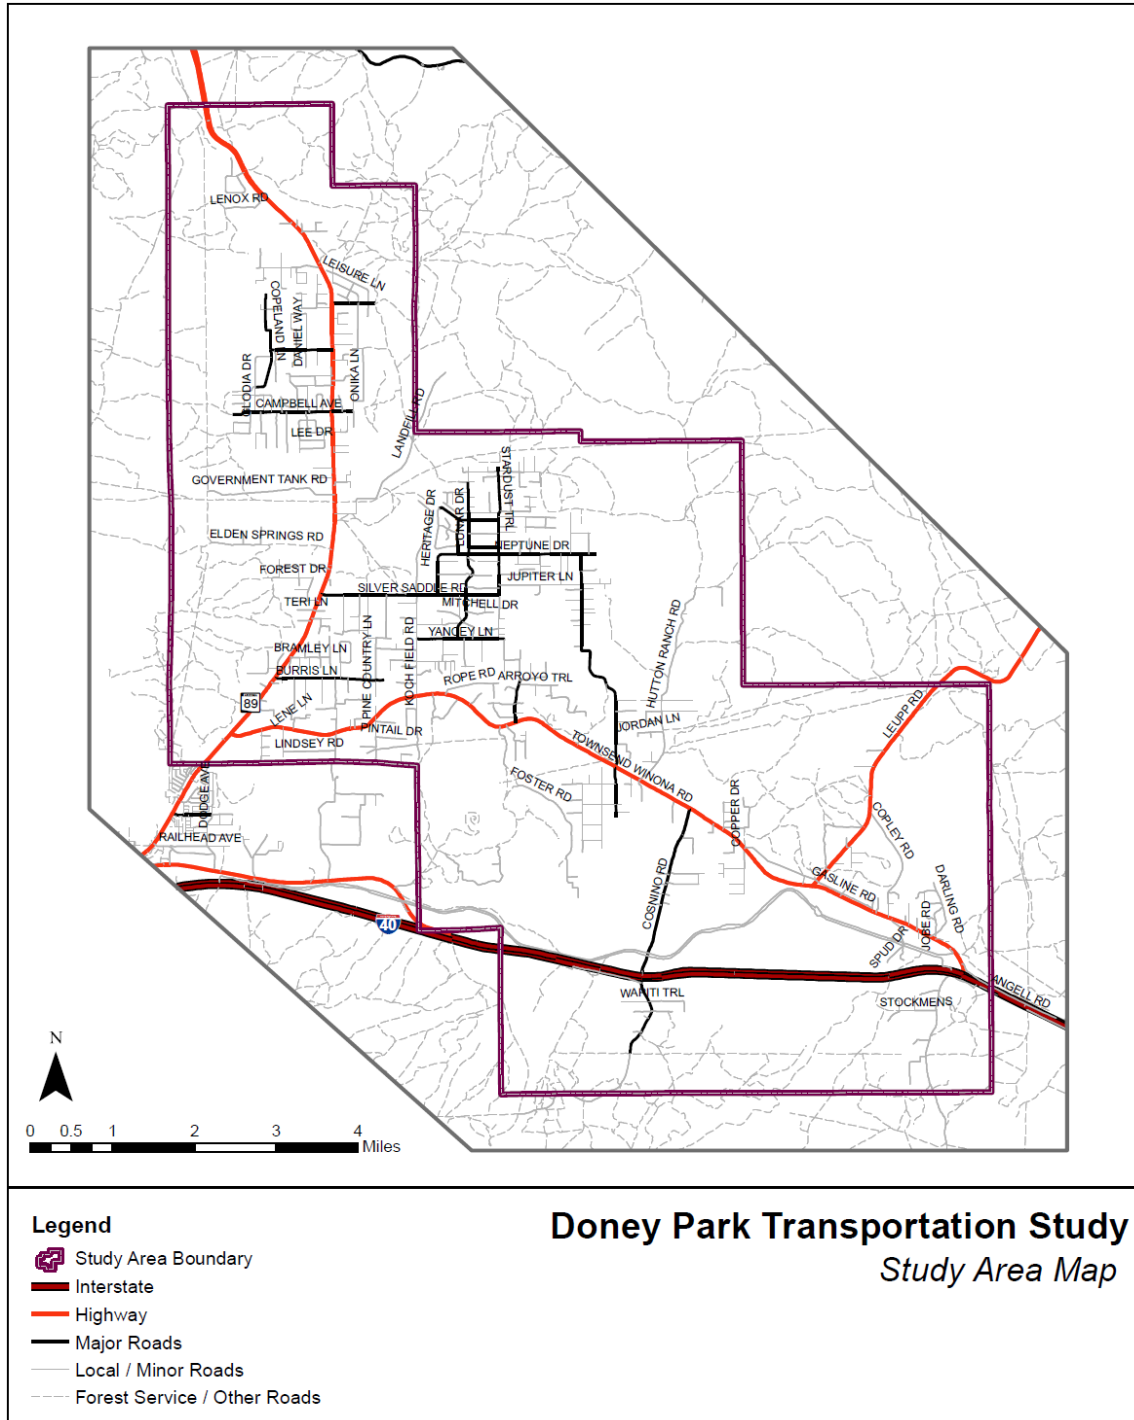 LENOX RD
LEISURE LN
COPELAND LN
DANIEL WAY
ONIKA LN
GLODIA DR
CAMPBELL AVE
LEE DR
LANDFILL RD
GOVERNMENT TANK RD
STARDUST TRL
LUNAR DR
HERITAGE DR
ELDEN SPRINGS RD
NEPTUNE DR
FOREST DR
JUPITER LN
SILVER SADDLE RD
TERI LN
MITCHELL DR
YANCEY LN
HUTTON RANCH RD
BRAMLEY LN
PINE COUNTRY LN
KOCH FIELD RD
BURRIS LN
ROPE RD
ARROYO TRL
89
LENE LN
PINTAIL DR
LINDSEY RD
JORDAN LN
LEUPP RD
TOWNSEND WINONA RD
DODGE AVE
FOSTER RD
COPPER DR
COPLEY RD
RAILHEAD AVE
COSNINO RD
GASLINE RD
DARLING RD
JOBE RD
SPUD DR
40
WAPITI TRL
STOCKMENS
ANGELL RD
N
0 0.5 1 2 3 4
Miles
Legend
Study Area Boundary
Interstate
Highway
Major Roads
Local / Minor Roads
Forest Service / Other Roads
Doney Park Transportation Study
Study Area Map